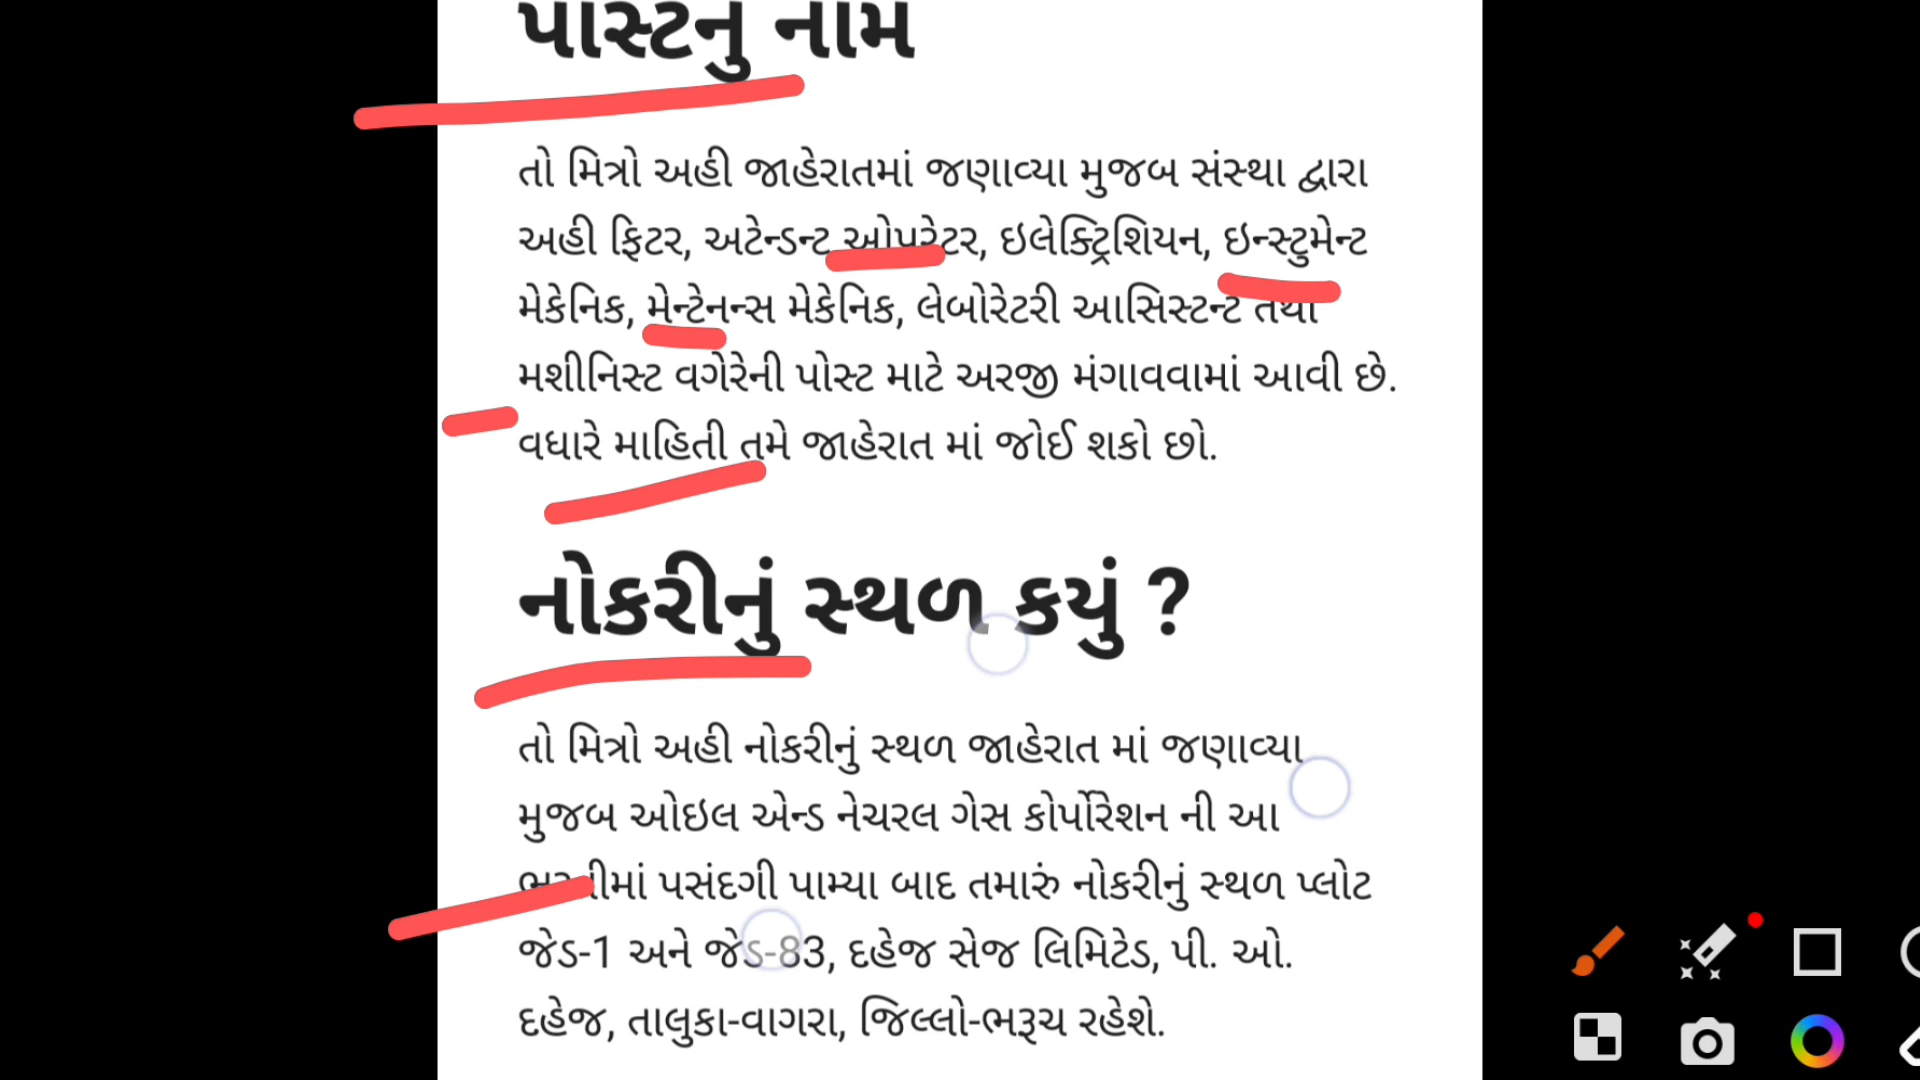 પોસ્ટનું નામ
તો મિત્રો અહી જાહેરાતમાં જણાવ્યા મુજબ સંસ્થા દ્વારા
અહી ફિટર, અટેન્ડન્ટ ઓપરેટર, ઇલેક્ટ્રિશિયન, ઇન્સ્ટુમેન્ટ
મેકેનિક, મેન્ટેનન્સ મેકેનિક, લેબોરેટરી આસિસ્ટન્ટ તથા
મશીનિસ્ટ વગેરેની પોસ્ટ માટે અરજી મંગાવવામાં આવી છે.
વધારે માહિતી તમે જાહેરાત માં જોઈ શકો છો.
નોકરીનું સ્થળ કયું ?
તો મિત્રો અહી નોકરીનું સ્થળ જાહેરાત માં જણાવ્યા
મુજબ ઓઇલ એન્ડ નેચરલ ગેસ કોર્પોરેશન ની આ
ભરતીમાં પસંદગી પામ્યા બાદ તમારું નોકરીનું સ્થળ પ્લોટ
જેડ-1 અને જેડ-83, દહેજ સેજ લિમિટેડ, પી. ઓ.
દહેજ, તાલુકા-વાગરા, જિલ્લો-ભરૂચ રહેશે.